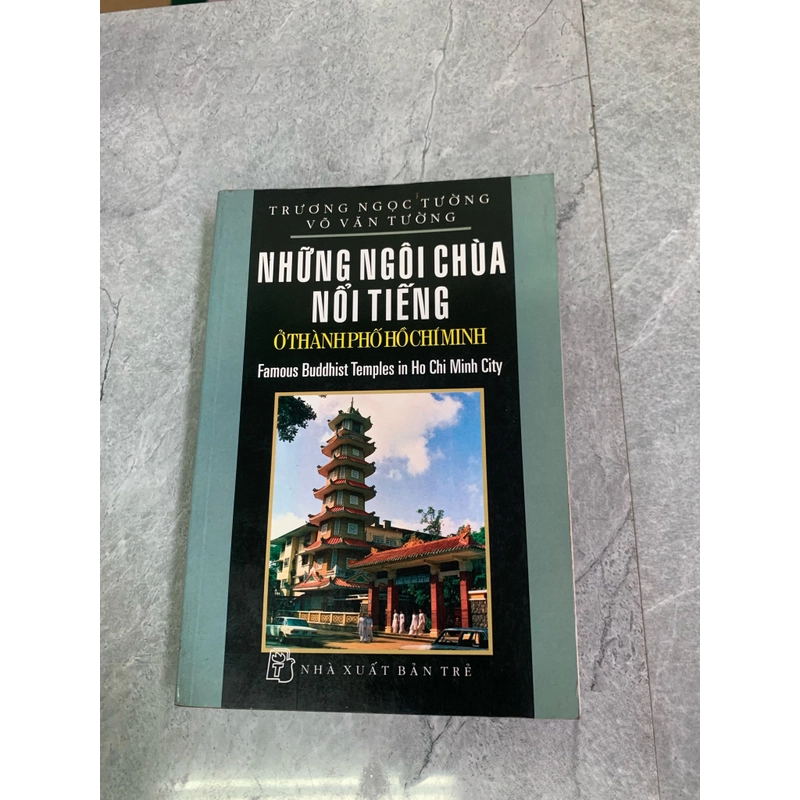 TRƯƠNG NGỌC TƯỜNG
VÕ VĂN TƯỜNG
NHỮNG NGÔI CHÙA
NỔI TIẾNG
Ở THÀNH PHỐ HỒ CHÍ MINH
Famous Buddhist Temples in Ho Chi Minh City
T
NHÀ XUẤT BẢN TRẺ